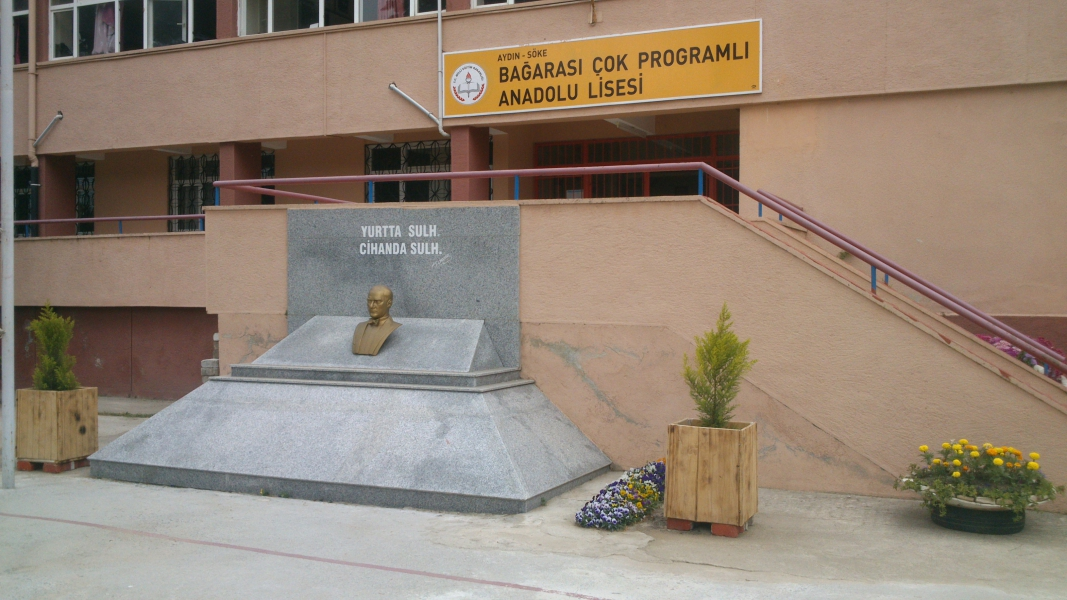 AYDIN - SÖKE
BAĞARASI ÇOK PROGRAMLI
ANADOLU LİSESİ
YURTTA SULH.
CİHANDA SULH.